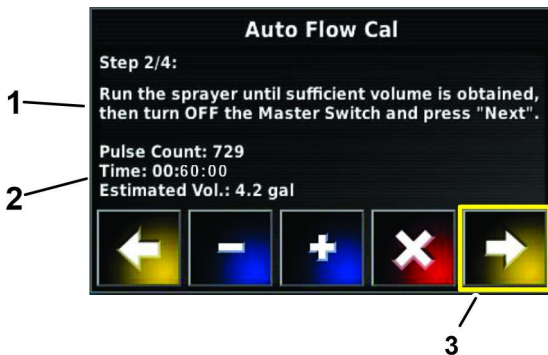 Auto Flow Cal
Step 2/4:
Run the sprayer until sufficient volume is obtained,
then turn OFF the Master Switch and press "Next".
Pulse Count: 729
Time: 00:60:00
Estimated Vol.: 4.2 gal
1
2
3